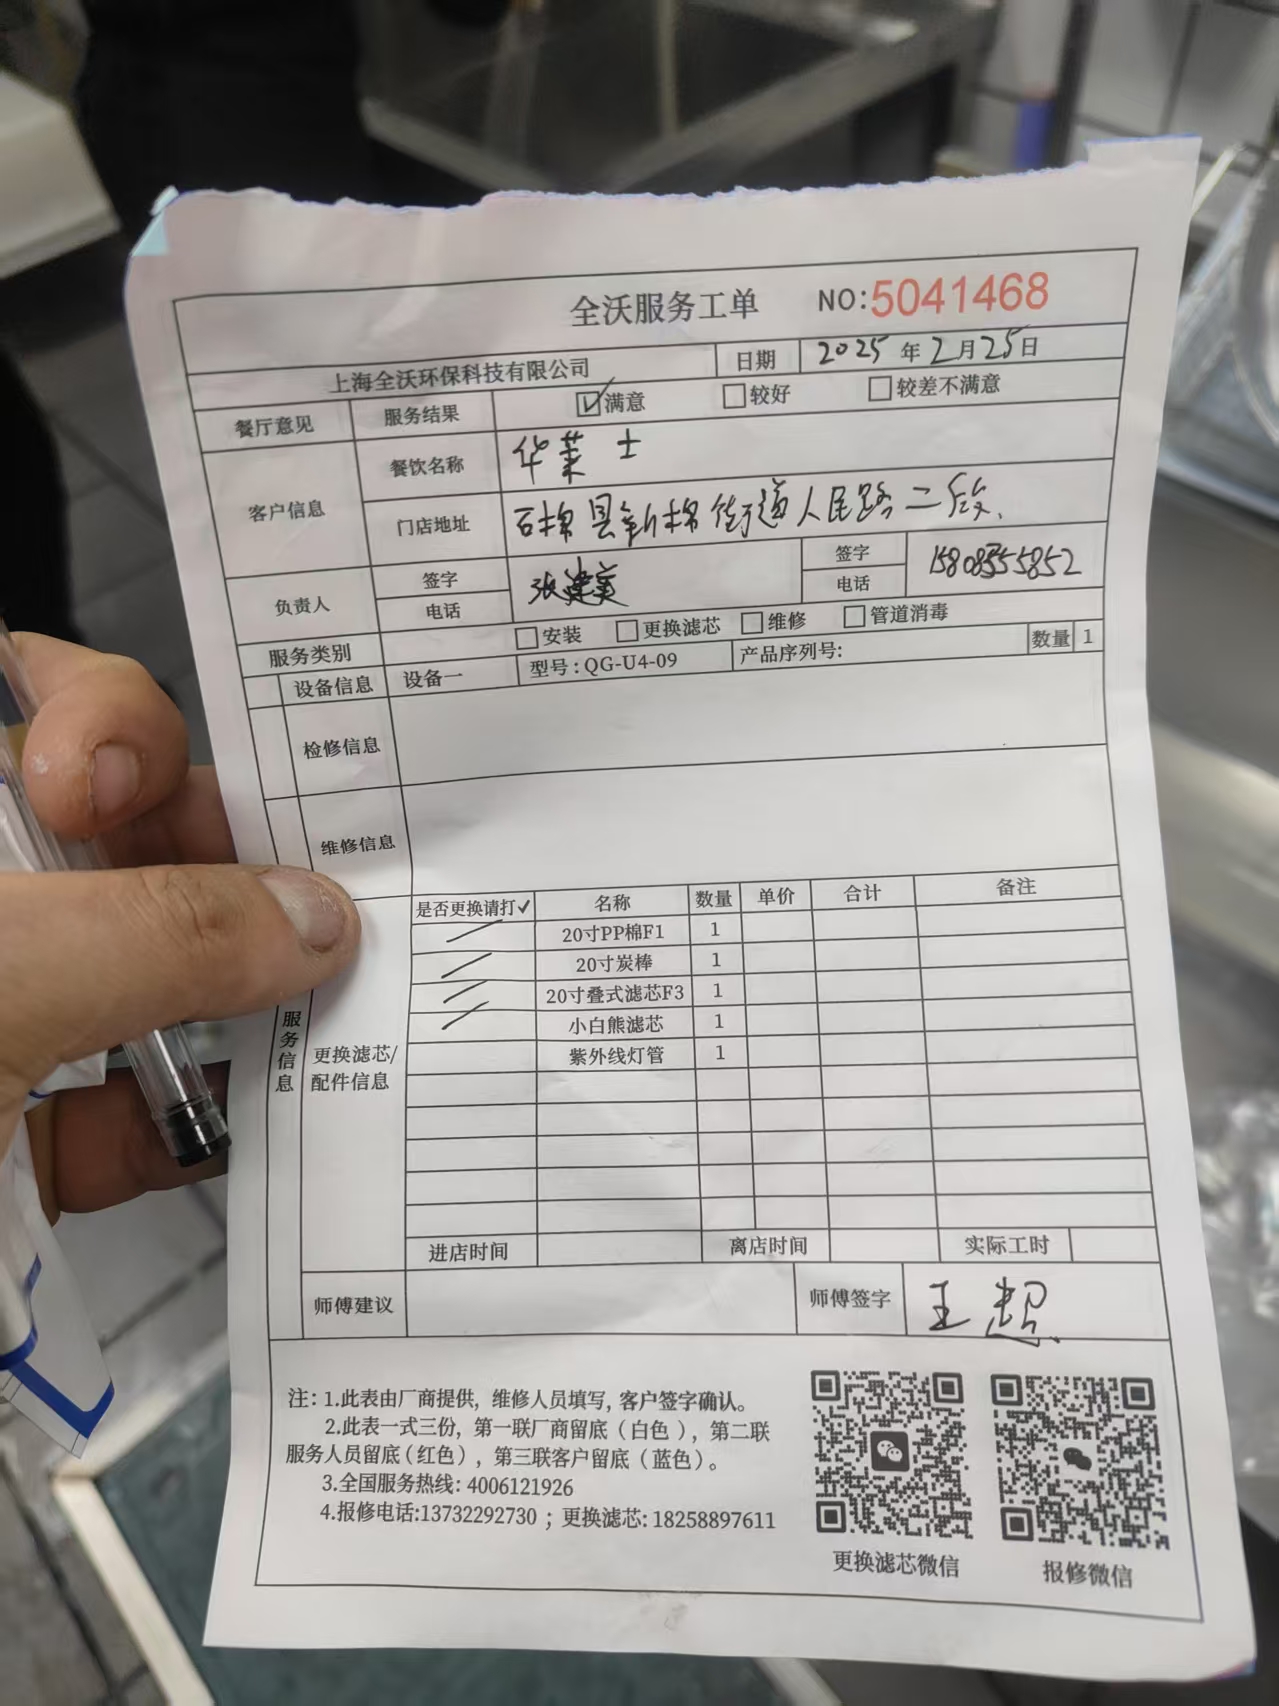 全沃服务工单 NO:5041468
上海全沃环保科技有限公司 日期 2025年2月25日
餐厅意见 服务结果 ☑满意 □较好 □较差不满意
客户信息 餐饮名称 华莱士
门店地址 石棉县新棉街道人民路二段.
负责人 签字 张建美 签字
电话 电话 15808355852
服务类别 □安装 □更换滤芯 □维修 □管道消毒
设备信息 设备一 型号:QG-U4-09 产品序列号: 数量 1
检修信息
维修信息
服务信息
更换滤芯/
配件信息
是否更换请打✓ 名称 数量 单价 合计 备注
20寸PP棉F1 1
20寸炭棒 1
20寸叠式滤芯F3 1
小白熊滤芯 1
紫外线灯管 1
进店时间 离店时间 实际工时
师傅建议 师傅签字 王超
注:1.此表由厂商提供,维修人员填写,客户签字确认。
2.此表一式三份,第一联厂商留底(白色),第二联
服务人员留底(红色),第三联客户留底(蓝色)。
3.全国服务热线: 4006121926
4.报修电话:13732292730 ;更换滤芯: 18258897611
更换滤芯微信 报修微信